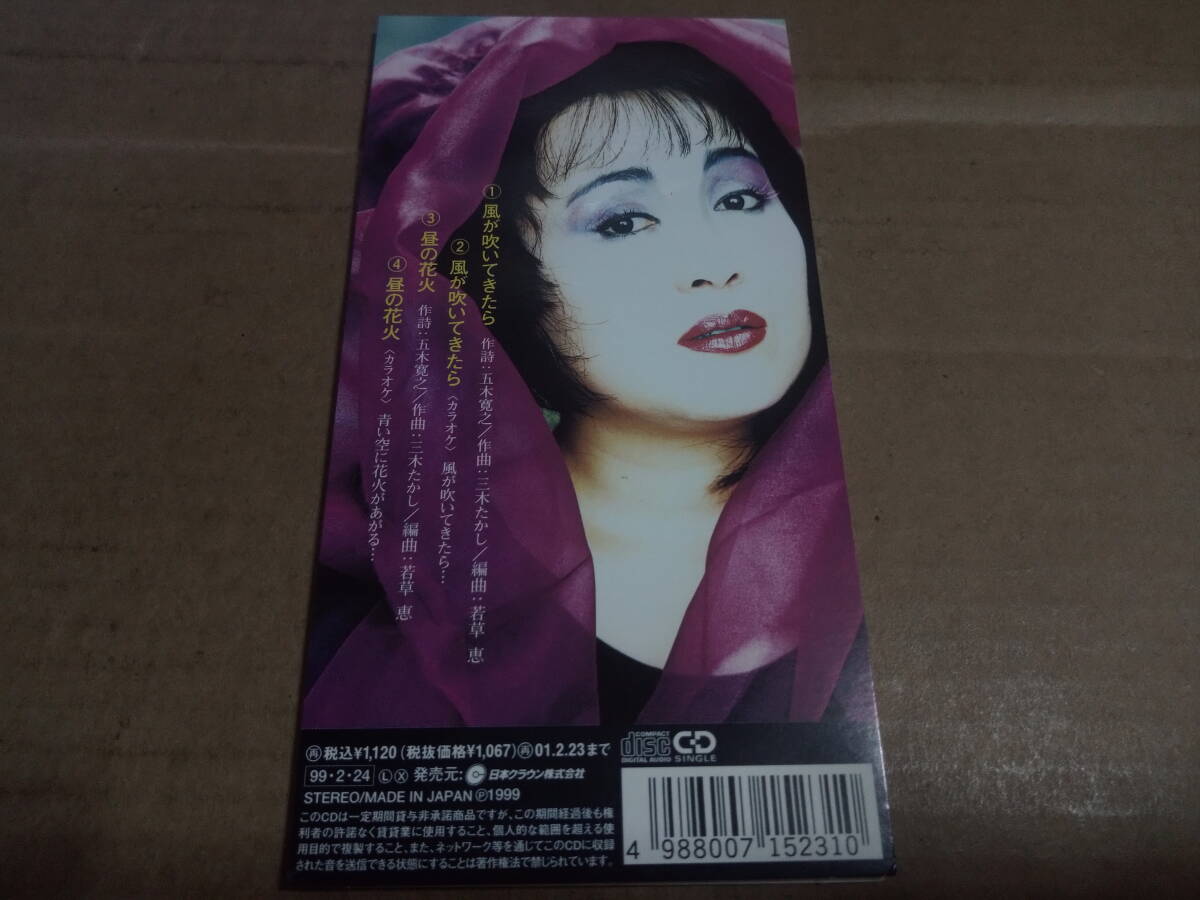 ① 風が吹いてきたら 作詩:五木寛之/作曲:三木たかし/編曲:若草 恵
② 風が吹いてきたら 〈カラオケ〉 風が吹いてきたら…
③ 昼の花火 作詩:五木寛之/作曲:三木たかし/編曲:若草 恵
④ 昼の花火 〈カラオケ〉 青い空に花火があがる…
㊢税込¥1,120(税抜価格¥1,067)㊢01.2.23まで
COMPACT
disc
DIGITAL AUDIO
CD
SINGLE
99・2・24 Ⓛ Ⓧ 発売元: 日本クラウン株式会社
STEREO/MADE IN JAPAN Ⓟ1999
このCDは一定期間貸与非承諾商品ですが、この期間経過後も権
利者の許諾なく賃貸業に使用すること、個人的な範囲を超える使
用目的で複製すること、また、ネットワーク等を通じてこのCDに収録
された音を送信できる状態にすることは著作権法で禁じられています。
4 988007 152310